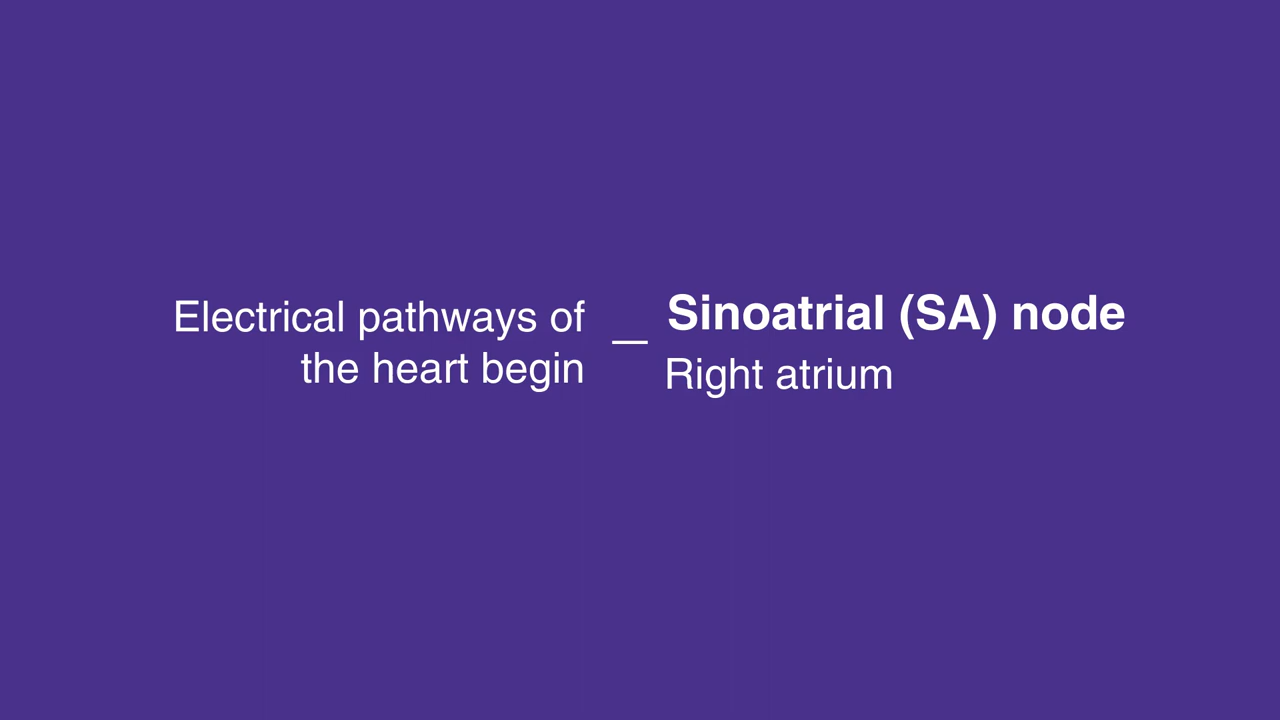 Electrical pathways of
the heart begin
—
Sinoatrial (SA) node
Right atrium